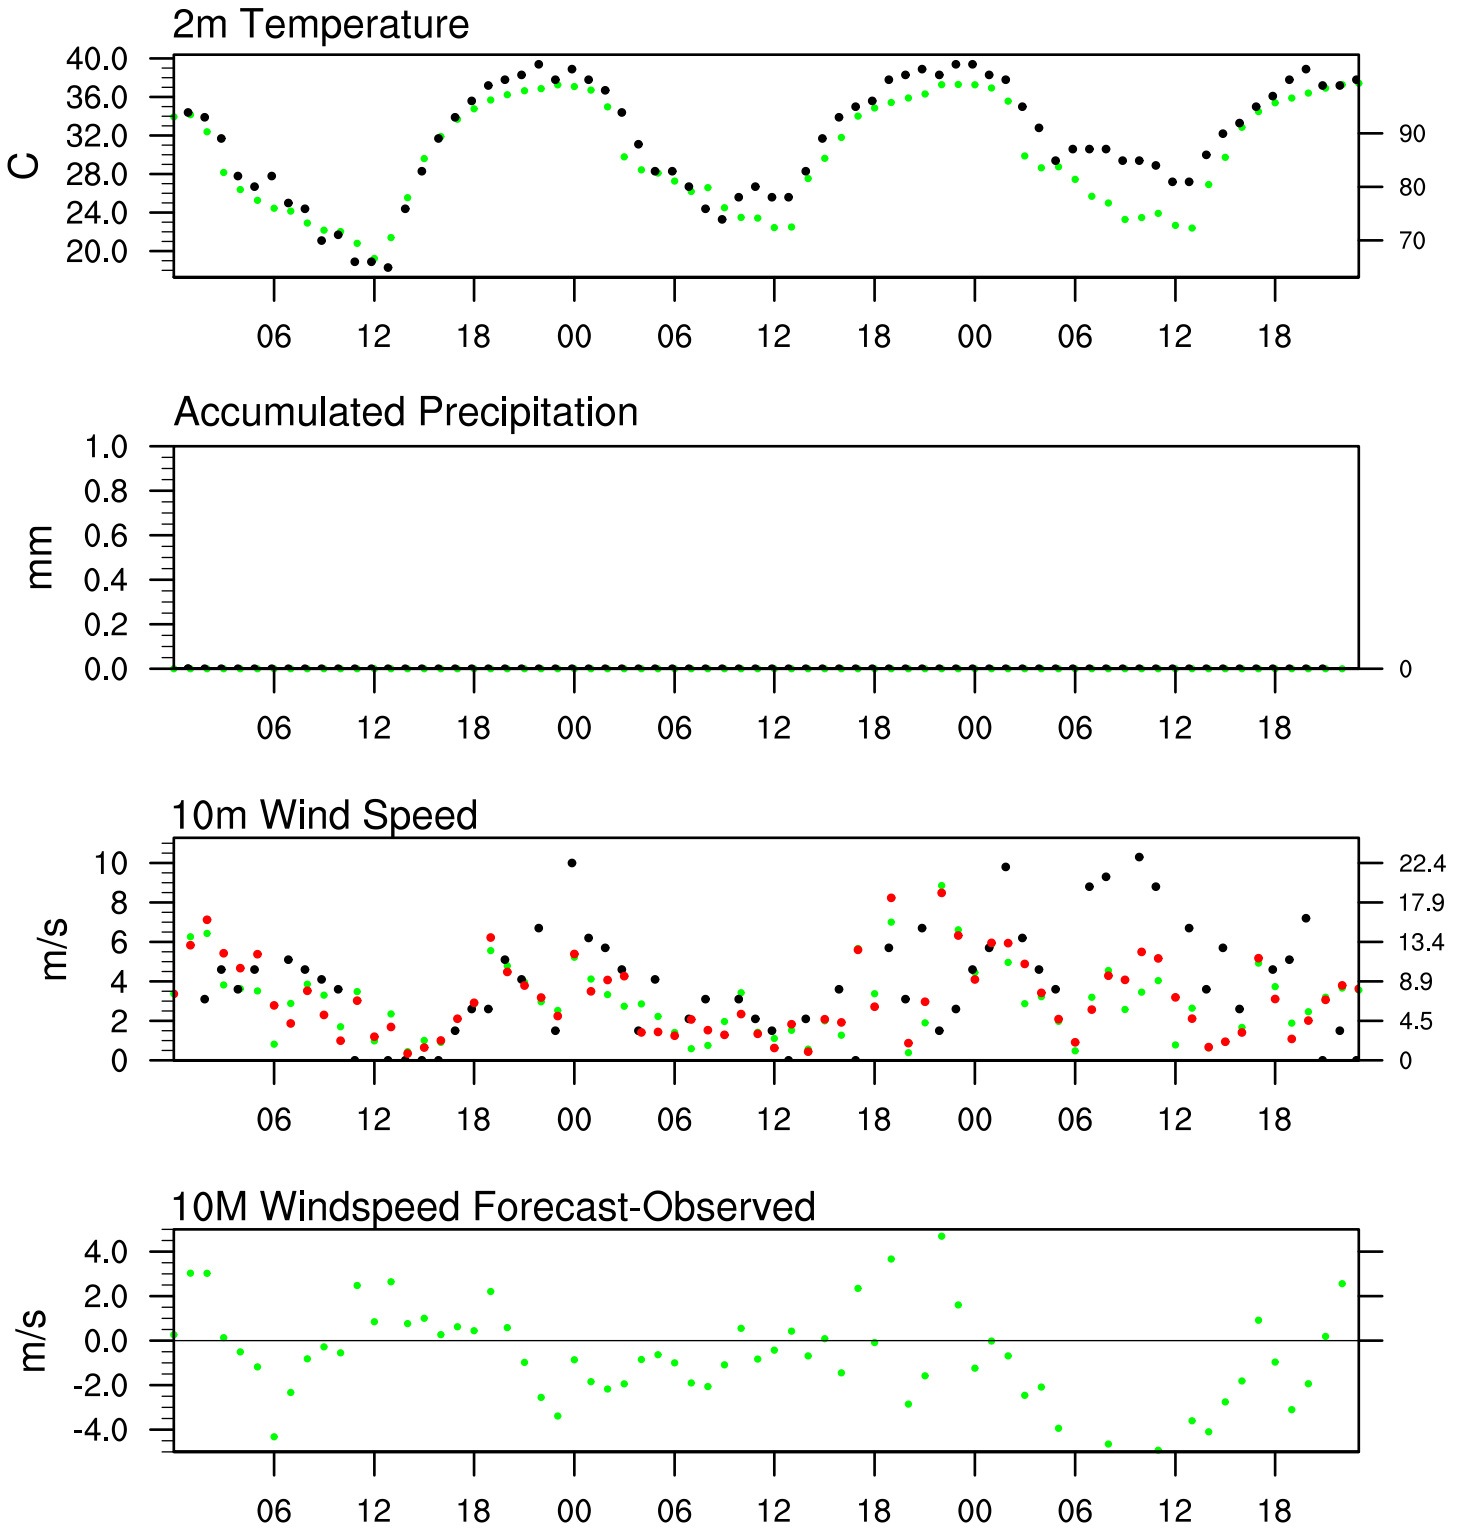 2m Temperature
40.0
36.0
32.0
28.0
24.0
20.0
C
90
80
70
06 12 18 00 06 12 18 00 06 12 18
Accumulated Precipitation
1.0
0.8
0.6
0.4
0.2
0.0
mm
0
06 12 18 00 06 12 18 00 06 12 18
10m Wind Speed
10
8
6
4
2
0
m/s
22.4
17.9
13.4
8.9
4.5
0
06 12 18 00 06 12 18 00 06 12 18
10M Windspeed Forecast-Observed
4.0
2.0
0.0
-2.0
-4.0
m/s
06 12 18 00 06 12 18 00 06 12 18